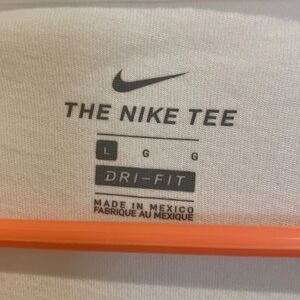 THE NIKE TEE
L G G
DRI-FIT
MADE IN MEXICO
FABRIQUÉ AU MEXIQUE